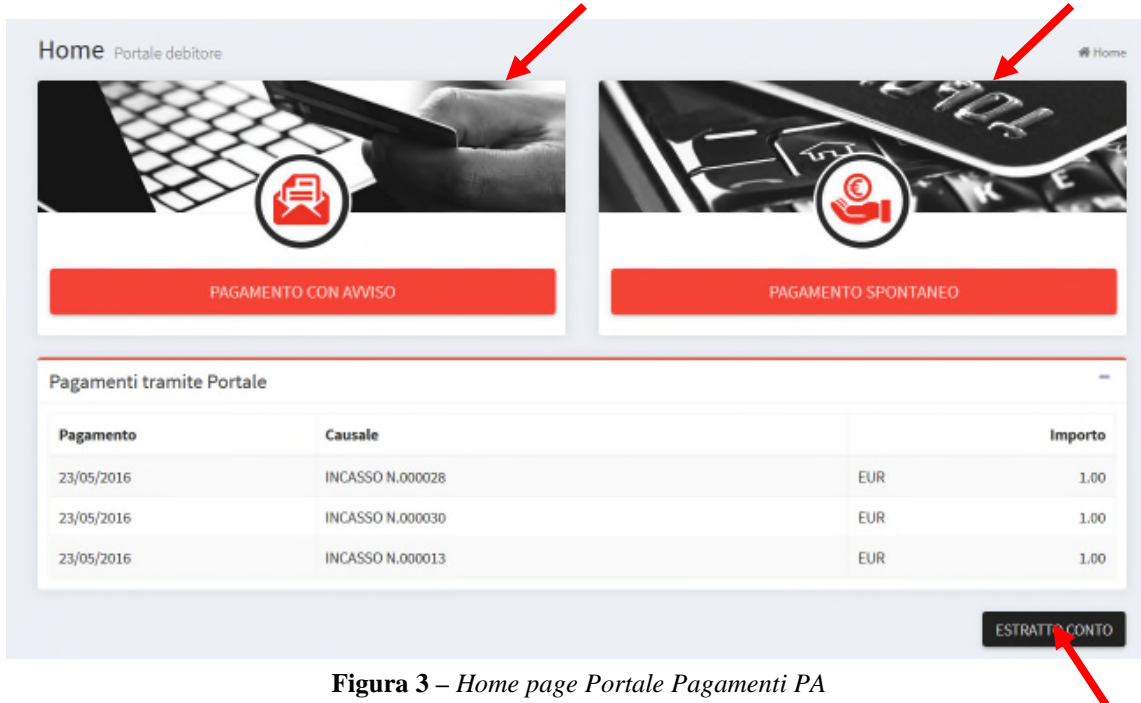 Home Portale debitore
Home
PAGAMENTO CON AVVISO
PAGAMENTO SPONTANEO
Pagamenti tramite Portale
Pagamento Causale Importo
23/05/2016 INCASSO N.000028 EUR 1.00
23/05/2016 INCASSO N.000030 EUR 1.00
23/05/2016 INCASSO N.000013 EUR 1.00
ESTRATTO CONTO
Figura 3 – Home page Portale Pagamenti PA